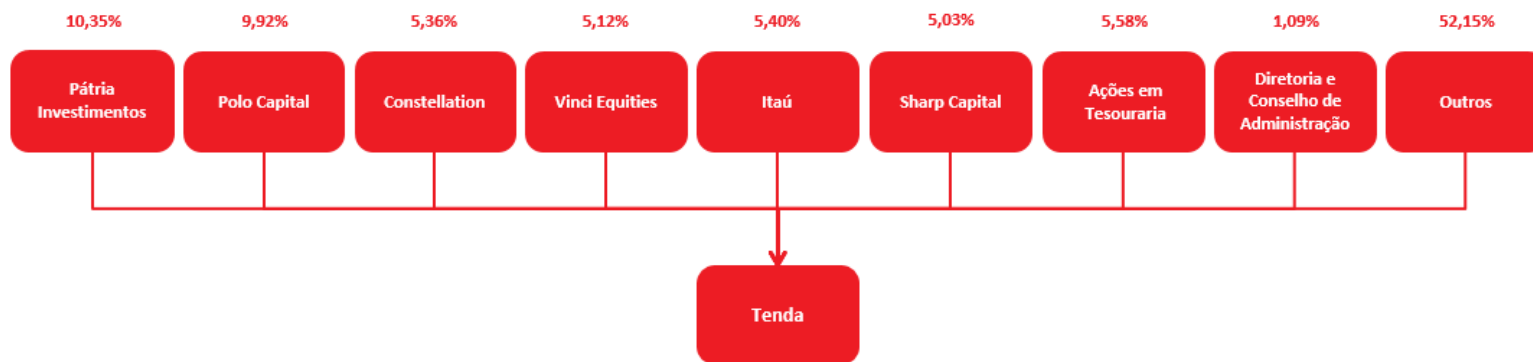 10,35%
9,92%
5,36%
5,12%
5,40%
5,03%
5,58%
1,09%
52,15%
Pátria
Investimentos
Polo Capital
Constellation
Vinci Equities
Itaú
Sharp Capital
Ações em
Tesouraria
Diretoria e
Conselho de
Administração
Outros
Tenda